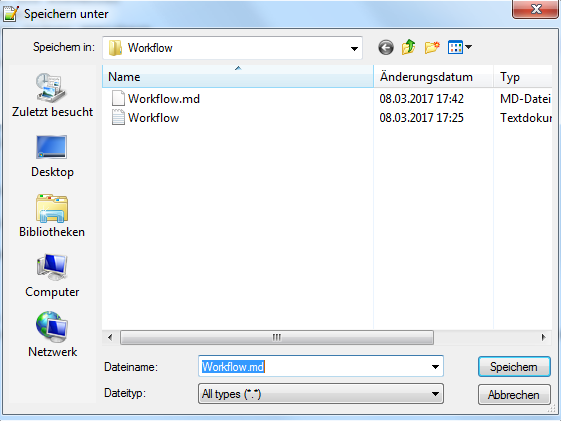 Speichern unter
Speichern in: Workflow
Name Änderungsdatum Typ
Workflow.md 08.03.2017 17:42 MD-Datei
Workflow 08.03.2017 17:25 Textdoku
Zuletzt besucht
Desktop
Bibliotheken
Computer
Netzwerk
Dateiname: Workflow.md Speichern
Dateityp: All types (*.*) Abbrechen